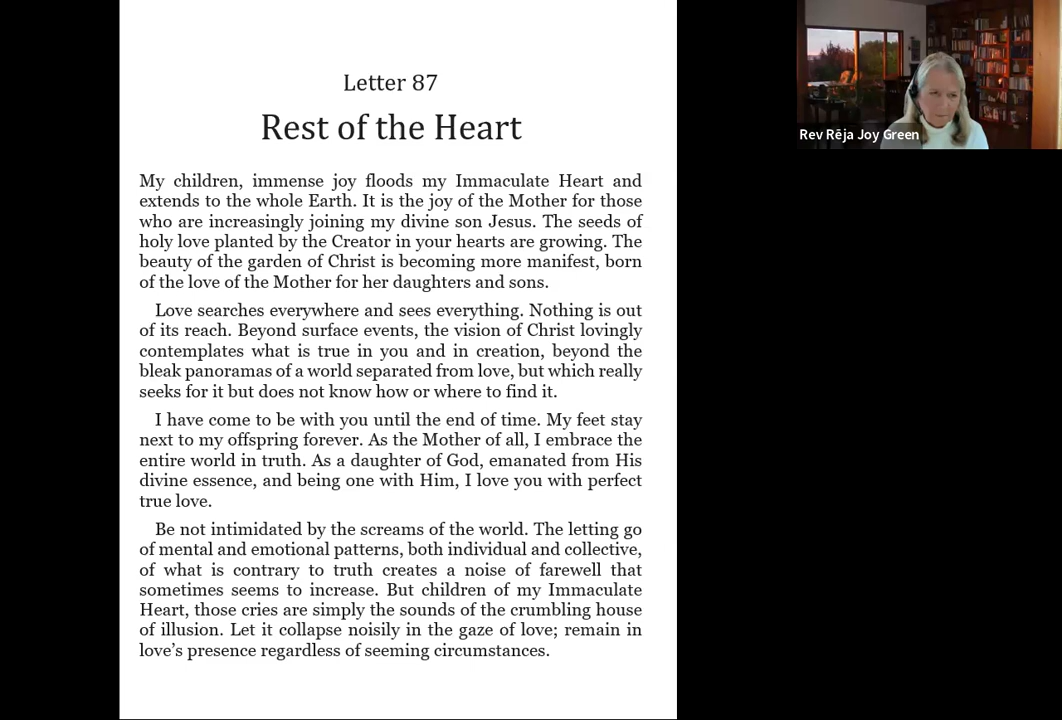 Letter 87
Rest of the Heart
My children, immense joy floods my Immaculate Heart and
extends to the whole Earth. It is the joy of the Mother for those
who are increasingly joining my divine son Jesus. The seeds of
holy love planted by the Creator in your hearts are growing. The
beauty of the garden of Christ is becoming more manifest, born
of the love of the Mother for her daughters and sons.
Love searches everywhere and sees everything. Nothing is out
of its reach. Beyond surface events, the vision of Christ lovingly
contemplates what is true in you and in creation, beyond the
bleak panoramas of a world separated from love, but which really
seeks for it but does not know how or where to find it.
I have come to be with you until the end of time. My feet stay
next to my offspring forever. As the Mother of all, I embrace the
entire world in truth. As a daughter of God, emanated from His
divine essence, and being one with Him, I love you with perfect
true love.
Be not intimidated by the screams of the world. The letting go
of mental and emotional patterns, both individual and collective,
of what is contrary to truth creates a noise of farewell that
sometimes seems to increase. But children of my Immaculate
Heart, those cries are simply the sounds of the crumbling house
of illusion. Let it collapse noisily in the gaze of love; remain in
love’s presence regardless of seeming circumstances.
Rev Rēja Joy Green